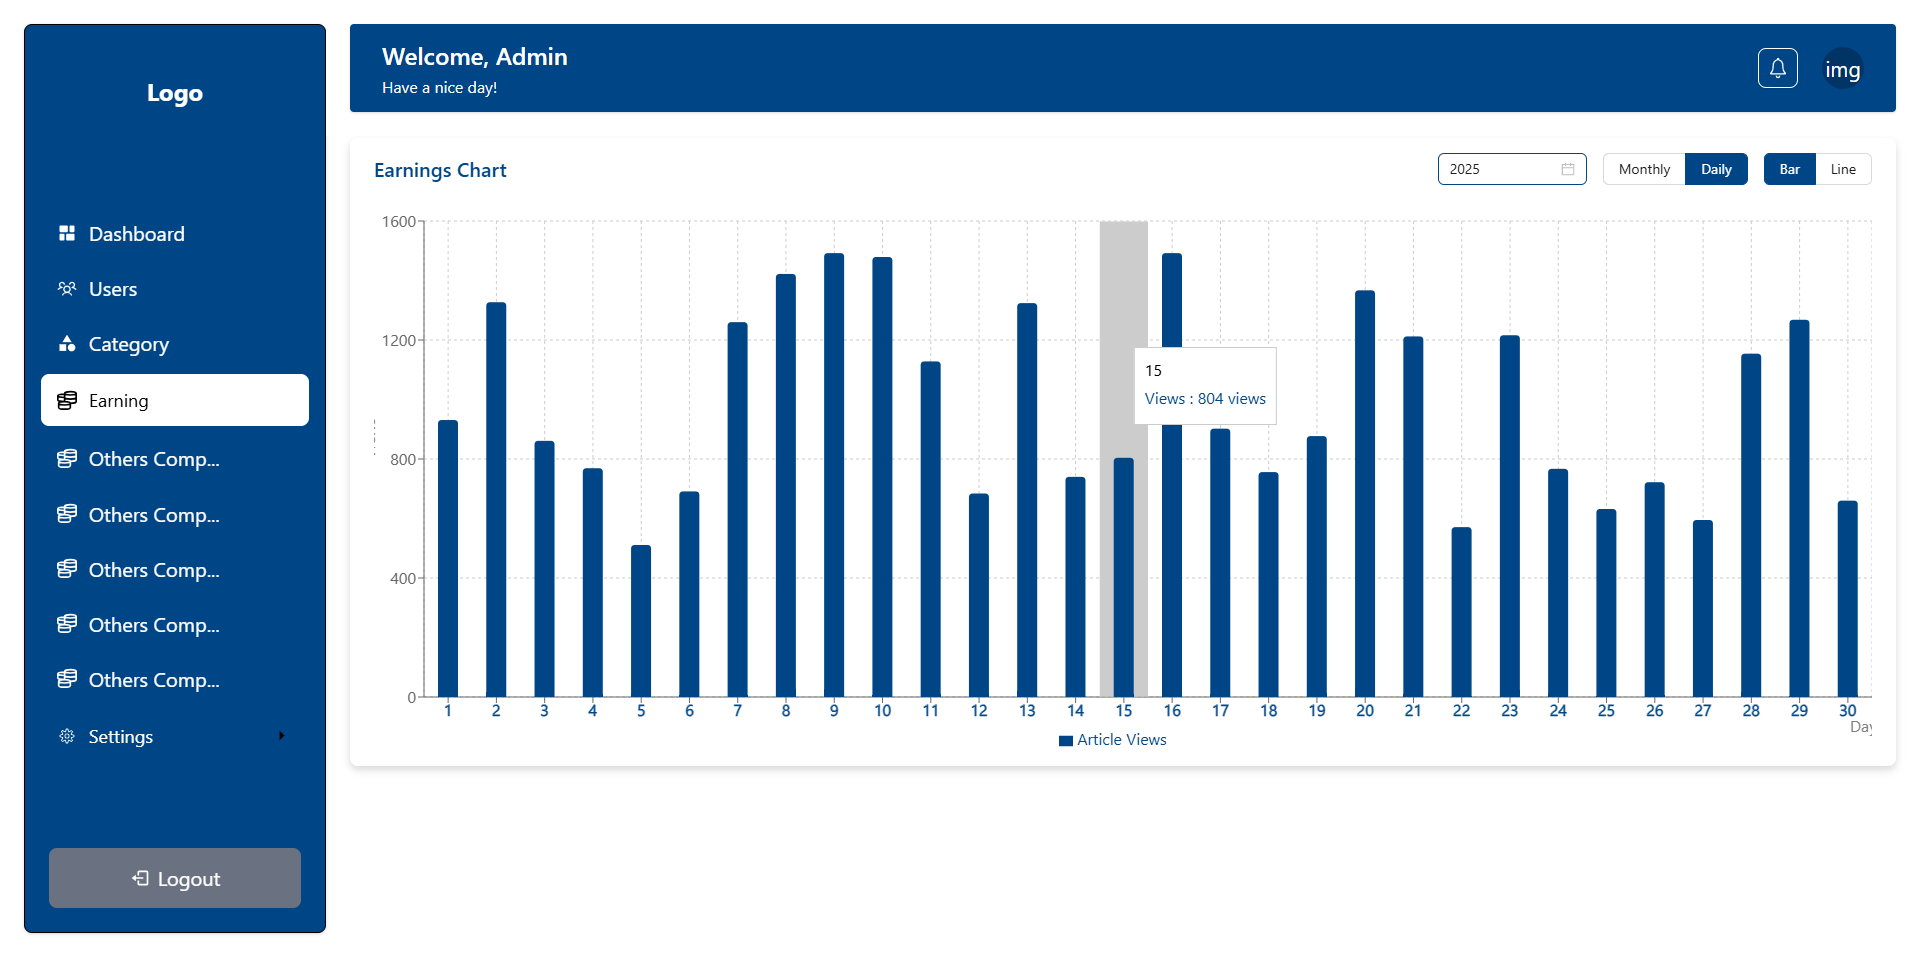 Logo
Dashboard
Users
Category
Earning
Others Comp...
Others Comp...
Others Comp...
Others Comp...
Others Comp...
Settings
Logout
Welcome, Admin
Have a nice day!
img
Earnings Chart
2025
Monthly Daily
Bar Line
1600
1200
800
400
0
15
Views : 804 views
1 2 3 4 5 6 7 8 9 10 11 12 13 14 15 16 17 18 19 20 21 22 23 24 25 26 27 28 29 30
Day
Article Views